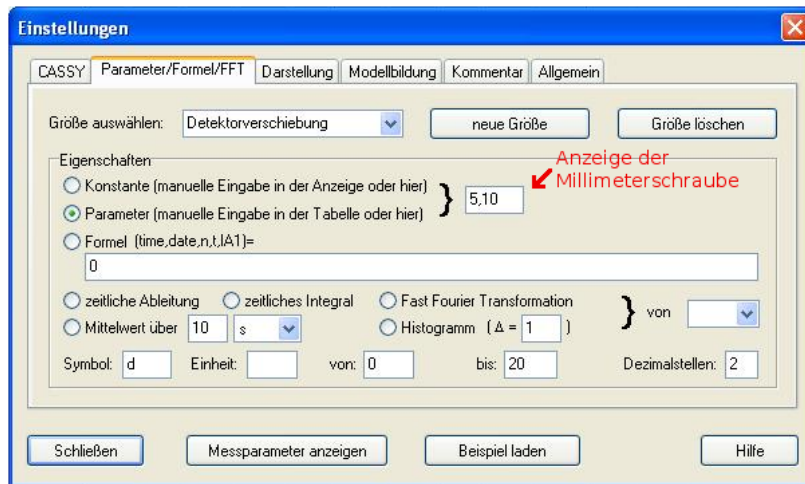 Einstellungen
CASSY Parameter/Formel/FFT Darstellung Modellbildung Kommentar Allgemein
Größe auswählen: Detektorverschiebung neue Größe Größe löschen
Eigenschaften
Anzeige der
Millimeterschraube
Konstante (manuelle Eingabe in der Anzeige oder hier)
Parameter (manuelle Eingabe in der Tabelle oder hier)
} 5,10
Formel (time,date,n,t,IA1)=
0
zeitliche Ableitung zeitliches Integral Fast Fourier Transformation
Mittelwert über 10 s Histogramm (Δ = 1 )
} von
Symbol: d Einheit: von: 0 bis: 20 Dezimalstellen: 2
Schließen Messparameter anzeigen Beispiel laden Hilfe